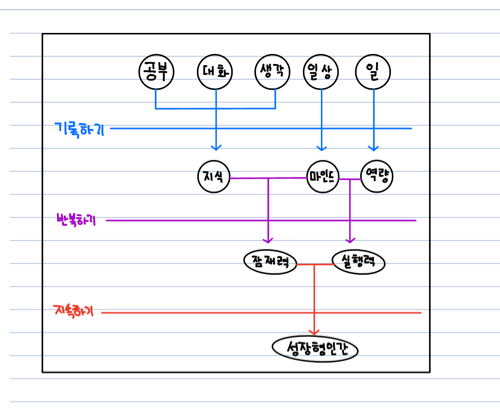 공부 대화 생각 일상 일
기록하기
지식 마인드 역량
반복하기
잠재력 실행력
지속하기
성장형인간